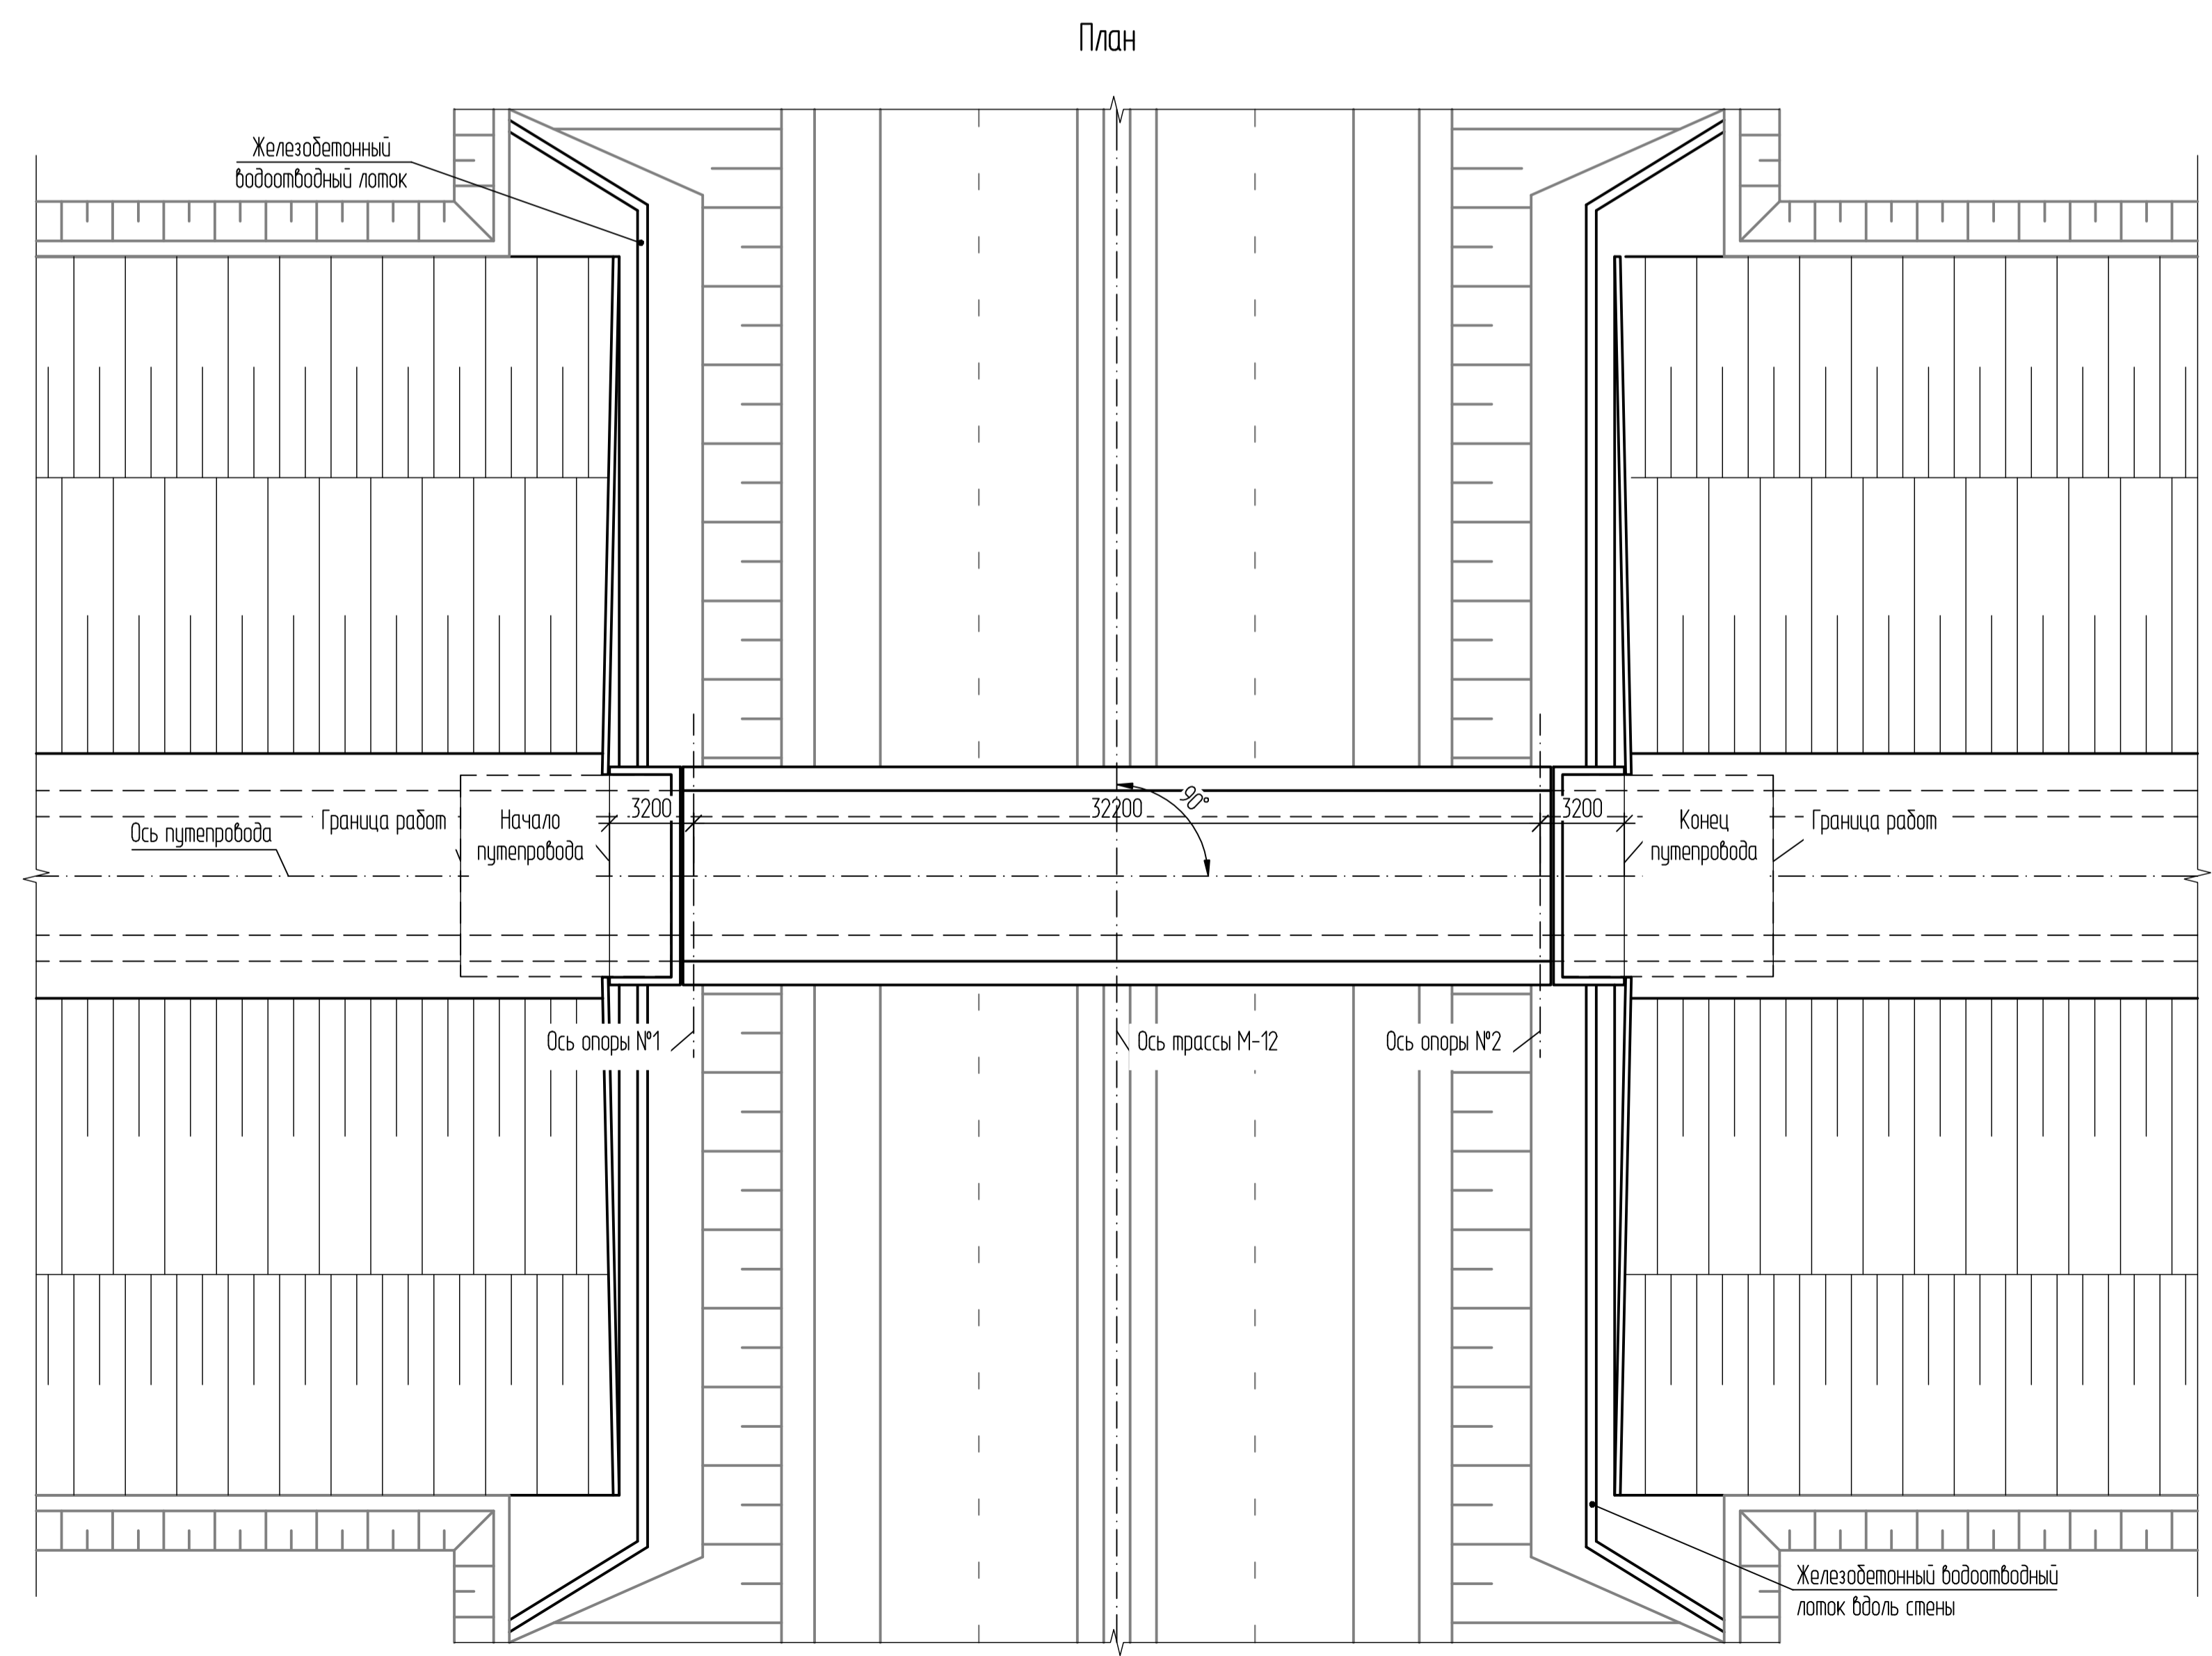 План
Железобетонный
водоотводный лоток
3200
32200
90°
3200
Ось путепровода
Граница работ
Начало
путепровода
Конец
путепровода
Граница работ
Ось опоры №1
Ось трассы М-12
Ось опоры №2
Железобетонный водоотводный
лоток вдоль стены